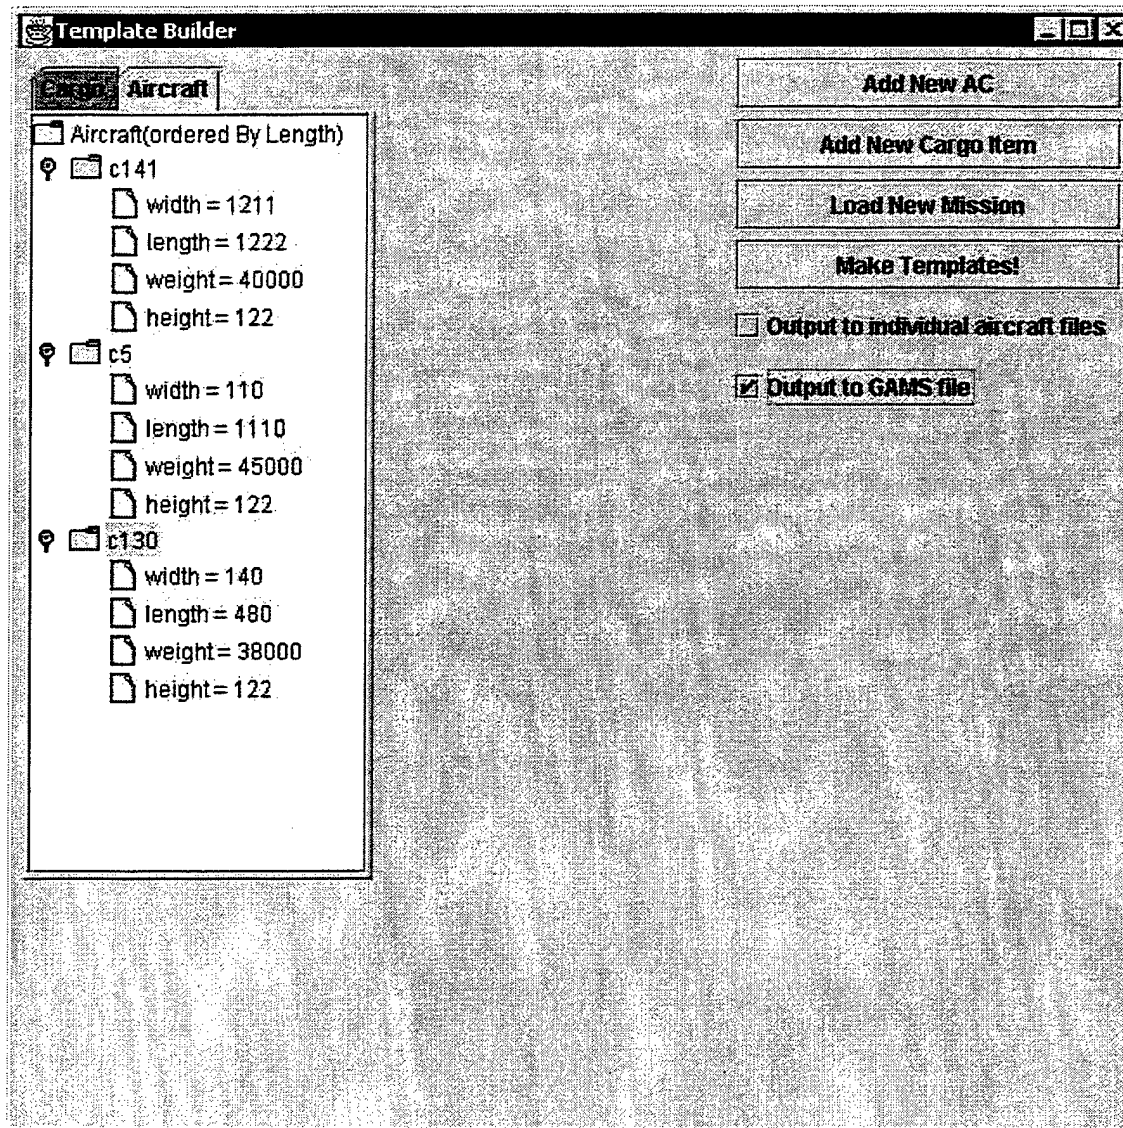 Template Builder
Cargo Aircraft
Aircraft(ordered By Length)
c141
width = 1211
length = 1222
weight = 40000
height = 122
c5
width = 110
length = 1110
weight = 45000
height = 122
c130
width = 140
length = 480
weight = 38000
height = 122
Add New AC
Add New Cargo Item
Load New Mission
Make Templates!
Output to individual aircraft files
Output to GAMS file